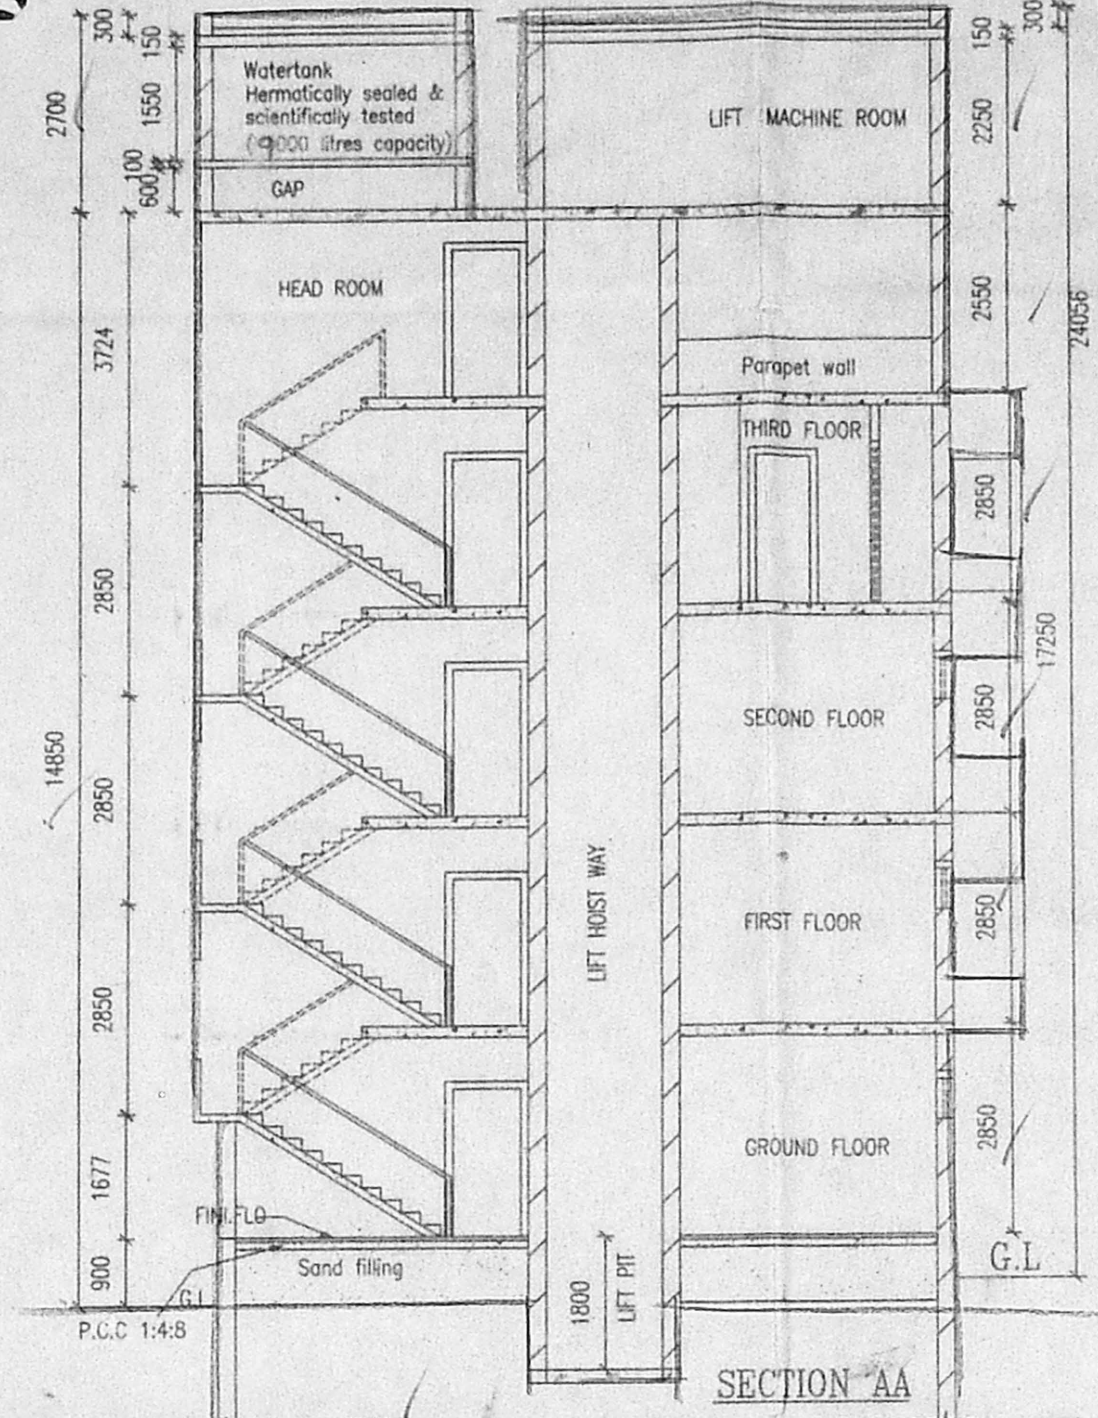 300
150
2700
1550
100
600
Watertank
Hermatically sealed &
scientifically tested
litres capacity)
GAP
LIFT MACHINE ROOM
300
150
2250
HEAD ROOM
3724
2550
24056
Parapet wall
THIRD FLOOR
2850
2850
17250
SECOND FLOOR
2850
14850
2850
LIFT HOIST WAY
FIRST FLOOR
2850
2850
GROUND FLOOR
2850
1677
FINI.FLO
900
Sand filling
G.L
P.C.C 1:4:8
1800
LIFT PIT
G.L
SECTION AA